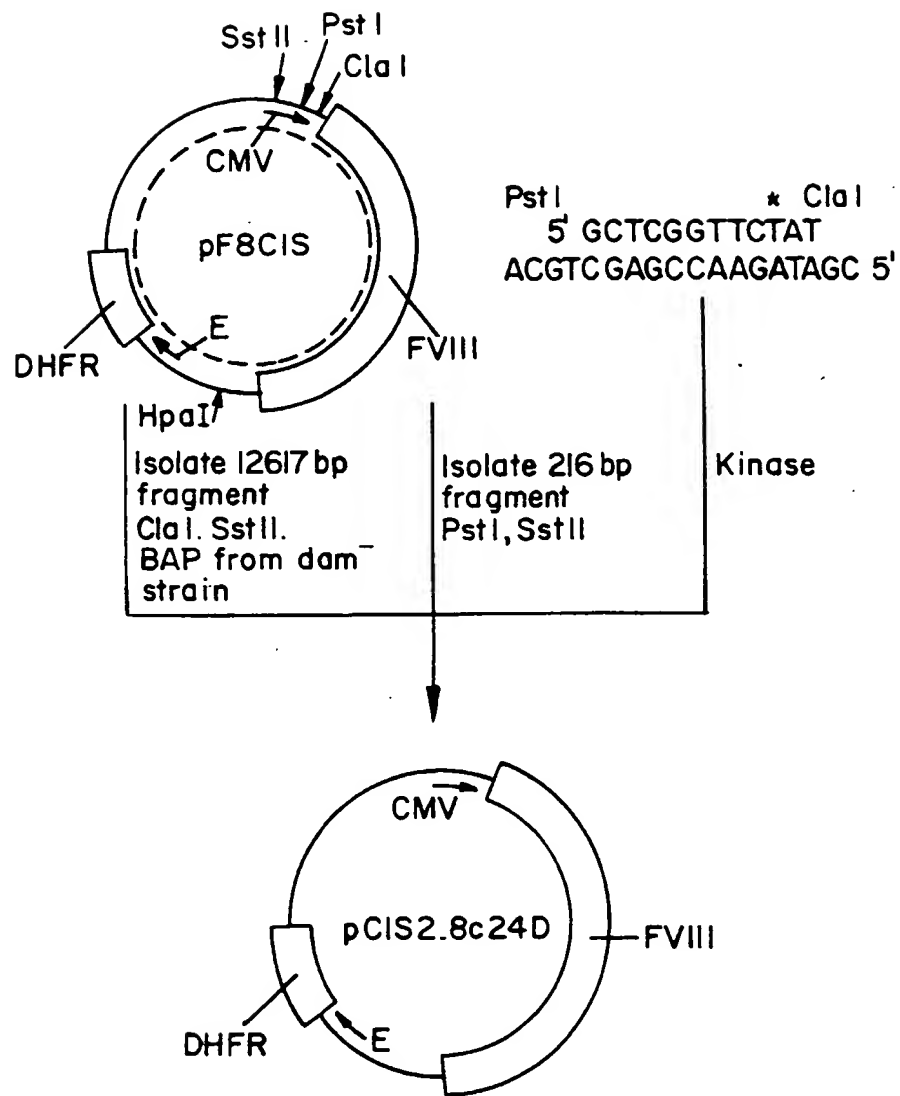 Sst II
Pst I
Cla I
CMV
pF8CIS
DHFR
E
FVIII
HpaI
Pst I * Cla I
5' GCTCGGTTCTAT
ACGTCGAGCCAAGATAGC 5'
Isolate 12617 bp
fragment
Cla I. Sst II.
BAP from dam⁻
strain
Isolate 216 bp
fragment
Pst I, Sst II
Kinase
CMV
pCIS2.8c24D
FVIII
DHFR
E